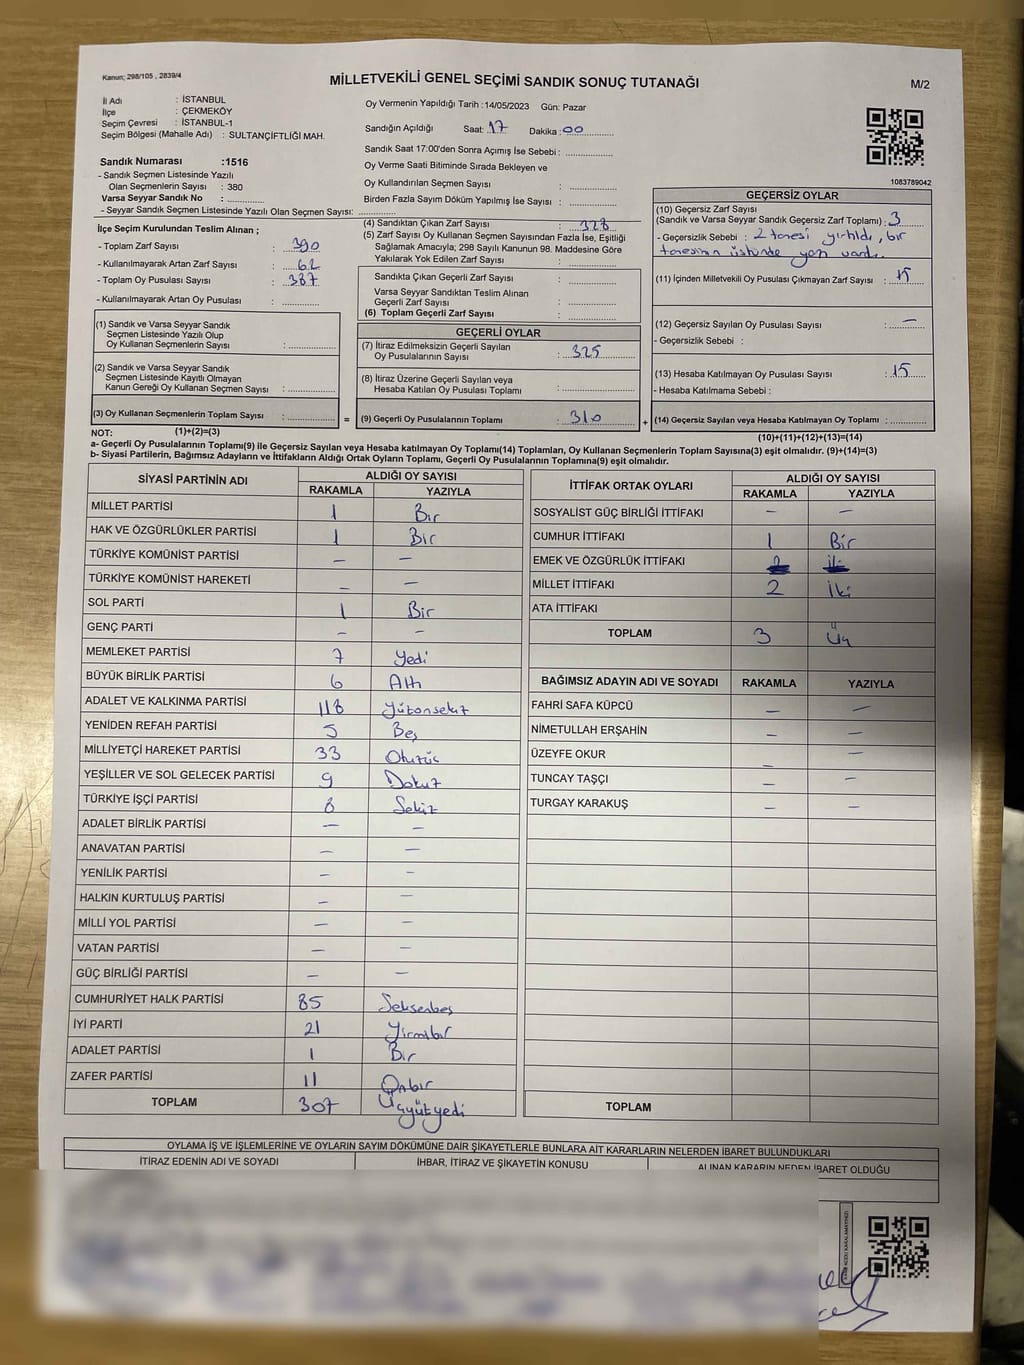 Kanun; 298/105 , 2839/4
MİLLETVEKİLİ GENEL SEÇİMİ SANDIK SONUÇ TUTANAĞI
M/2
İl Adı : İSTANBUL
İlçe : ÇEKMEKÖY
Seçim Çevresi : İSTANBUL-1
Seçim Bölgesi (Mahalle Adı) : SULTANÇİFTLİĞİ MAH.
Oy Vermenin Yapıldığı Tarih :14/05/2023 Gün: Pazar
Sandığın Açıldığı Saat: 17 Dakika: 00
Sandık Saat 17:00'den Sonra Açımış İse Sebebi :
Oy Verme Saati Bitiminde Sırada Bekleyen ve
Oy Kullandırılan Seçmen Sayısı :
Birden Fazla Sayım Döküm Yapılmış İse Sayısı :
1083789042
Sandık Numarası :1516
- Sandık Seçmen Listesinde Yazılı
Olan Seçmenlerin Sayısı : 380
Varsa Seyyar Sandık No :
- Seyyar Sandık Seçmen Listesinde Yazılı Olan Seçmen Sayısı:
İlçe Seçim Kurulundan Teslim Alınan ;
- Toplam Zarf Sayısı : 390
- Kullanılmayarak Artan Zarf Sayısı : 62
- Toplam Oy Pusulası Sayısı : 387
- Kullanılmayarak Artan Oy Pusulası :
(4) Sandıktan Çıkan Zarf Sayısı : 328
(5) Zarf Sayısı Oy Kullanan Seçmen Sayısından Fazla İse, Eşitliği
Sağlamak Amacıyla; 298 Sayılı Kanunun 98. Maddesine Göre
Yakılarak Yok Edilen Zarf Sayısı :
Sandıkta Çıkan Geçerli Zarf Sayısı :
Varsa Seyyar Sandıktan Teslim Alınan
Geçerli Zarf Sayısı :
(6) Toplam Geçerli Zarf Sayısı :
GEÇERSİZ OYLAR
(10) Geçersiz Zarf Sayısı
(Sandık ve Varsa Seyyar Sandık Geçersiz Zarf Toplamı) : 3
- Geçersizlik Sebebi : 2 tanesi yırtıldı, bir
tanesinin üstünde yazı vardı.
(11) İçinden Milletvekili Oy Pusulası Çıkmayan Zarf Sayısı : 15
(12) Geçersiz Sayılan Oy Pusulası Sayısı : —
- Geçersizlik Sebebi :
(13) Hesaba Katılmayan Oy Pusulası Sayısı : 15
- Hesaba Katılmama Sebebi :
(14) Geçersiz Sayılan veya Hesaba Katılmayan Oy Toplamı :
(10)+(11)+(12)+(13)=(14)
(1) Sandık ve Varsa Seyyar Sandık
Seçmen Listesinde Yazılı Olup
Oy Kullanan Seçmenlerin Sayısı :
(2) Sandık ve Varsa Seyyar Sandık
Seçmen Listesinde Kayıtlı Olmayan
Kanun Gereği Oy Kullanan Seçmen Sayısı :
(3) Oy Kullanan Seçmenlerin Toplam Sayısı :
=
GEÇERLİ OYLAR
(7) İtiraz Edilmeksizin Geçerli Sayılan
Oy Pusulalarının Sayısı : 325
(8) İtiraz Üzerine Geçerli Sayılan veya
Hesaba Katılan Oy Pusulası Toplamı :
(9) Geçerli Oy Pusulalarının Toplamı : 310
+
NOT: (1)+(2)=(3)
a- Geçerli Oy Pusulalarının Toplamı(9) ile Geçersiz Sayılan veya Hesaba katılmayan Oy Toplamı(14) Toplamları, Oy Kullanan Seçmenlerin Toplam Sayısına(3) eşit olmalıdır. (9)+(14)=(3)
b- Siyasi Partilerin, Bağımsız Adayların ve İttifakların Aldığı Ortak Oyların Toplamı, Geçerli Oy Pusulalarının Toplamına(9) eşit olmalıdır.
SİYASİ PARTİNİN ADI ALDIĞI OY SAYISI
RAKAMLA YAZIYLA
MİLLET PARTİSİ 1 Bir
HAK VE ÖZGÜRLÜKLER PARTİSİ 1 Bir
TÜRKİYE KOMÜNİST PARTİSİ — —
TÜRKİYE KOMÜNİST HAREKETİ — —
SOL PARTİ 1 Bir
GENÇ PARTİ — —
MEMLEKET PARTİSİ 7 Yedi
BÜYÜK BİRLİK PARTİSİ 6 Altı
ADALET VE KALKINMA PARTİSİ 118 Yüzonsekiz
YENİDEN REFAH PARTİSİ 5 Beş
MİLLİYETÇİ HAREKET PARTİSİ 33 Otuzüç
YEŞİLLER VE SOL GELECEK PARTİSİ 9 Dokuz
TÜRKİYE İŞÇİ PARTİSİ 8 Sekiz
ADALET BİRLİK PARTİSİ — —
ANAVATAN PARTİSİ — —
YENİLİK PARTİSİ — —
HALKIN KURTULUŞ PARTİSİ — —
MİLLİ YOL PARTİSİ — —
VATAN PARTİSİ — —
GÜÇ BİRLİĞİ PARTİSİ — —
CUMHURİYET HALK PARTİSİ 85 Seksenbeş
İYİ PARTİ 21 Yirmibir
ADALET PARTİSİ 1 Bir
ZAFER PARTİSİ 11 Onbir
TOPLAM 307 Üçyüzyedi
İTTİFAK ORTAK OYLARI ALDIĞI OY SAYISI
RAKAMLA YAZIYLA
SOSYALİST GÜÇ BİRLİĞİ İTTİFAKI — —
CUMHUR İTTİFAKI 1 Bir
EMEK VE ÖZGÜRLÜK İTTİFAKI
MİLLET İTTİFAKI 2 İki
ATA İTTİFAKI
TOPLAM 3 Üç
BAĞIMSIZ ADAYIN ADI VE SOYADI RAKAMLA YAZIYLA
FAHRİ SAFA KÜPCÜ — —
NİMETULLAH ERŞAHİN — —
ÜZEYFE OKUR — —
TUNCAY TAŞÇI — —
TURGAY KARAKUŞ — —
TOPLAM
OYLAMA İŞ VE İŞLEMLERİNE VE OYLARIN SAYIM DÖKÜMÜNE DAİR ŞİKAYETLERLE BUNLARA AİT KARARLARIN NELERDEN İBARET BULUNDUKLARI
İTİRAZ EDENİN ADI VE SOYADI İHBAR, İTİRAZ VE ŞİKAYETİN KONUSU ALINAN KARARIN NEDEN İBARET OLDUĞU